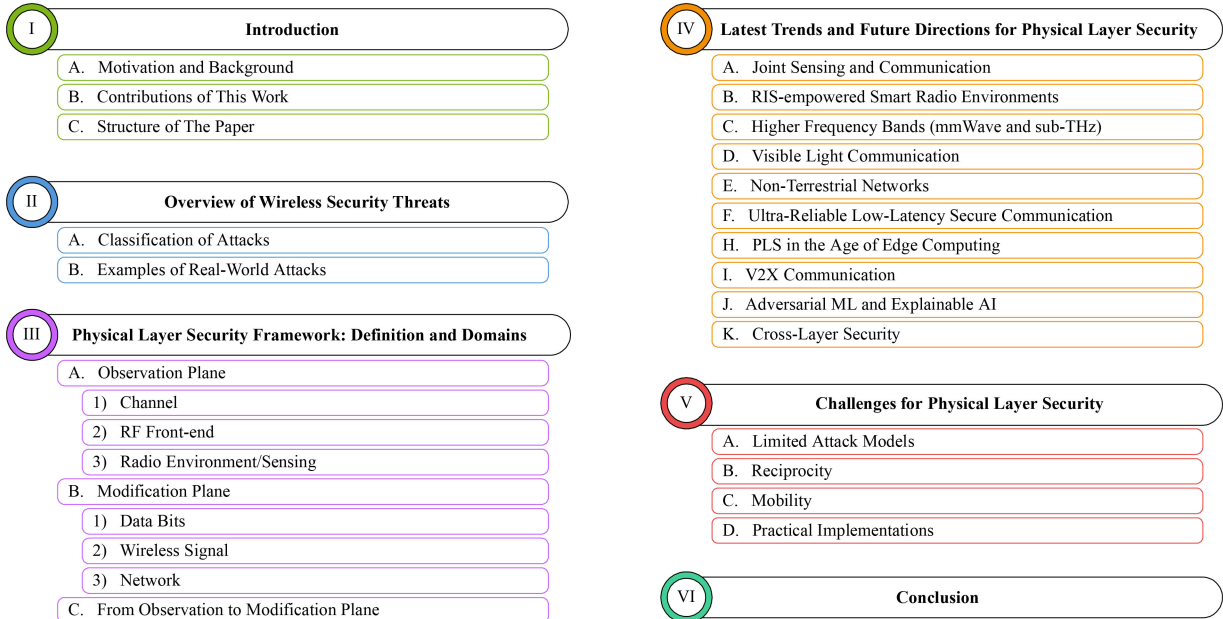 I
Introduction
A. Motivation and Background
B. Contributions of This Work
C. Structure of The Paper
II
Overview of Wireless Security Threats
A. Classification of Attacks
B. Examples of Real-World Attacks
III
Physical Layer Security Framework: Definition and Domains
A. Observation Plane
1) Channel
2) RF Front-end
3) Radio Environment/Sensing
B. Modification Plane
1) Data Bits
2) Wireless Signal
3) Network
C. From Observation to Modification Plane
IV
Latest Trends and Future Directions for Physical Layer Security
A. Joint Sensing and Communication
B. RIS-empowered Smart Radio Environments
C. Higher Frequency Bands (mmWave and sub-THz)
D. Visible Light Communication
E. Non-Terrestrial Networks
F. Ultra-Reliable Low-Latency Secure Communication
H. PLS in the Age of Edge Computing
I. V2X Communication
J. Adversarial ML and Explainable AI
K. Cross-Layer Security
V
Challenges for Physical Layer Security
A. Limited Attack Models
B. Reciprocity
C. Mobility
D. Practical Implementations
VI
Conclusion